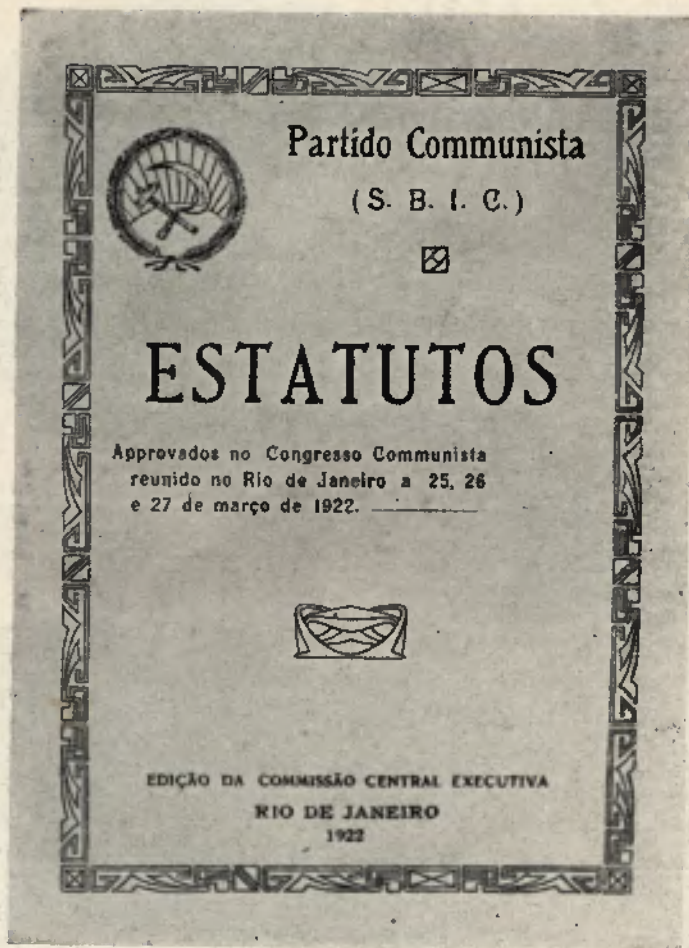 Partido Communista
(S. B. I. C.)
ESTATUTOS
Approvados no Congresso Communista
reunido no Rio de Janeiro a 25, 26
e 27 de março de 1922.
EDIÇÃO DA COMMISSÃO CENTRAL EXECUTIVA
RIO DE JANEIRO
1922